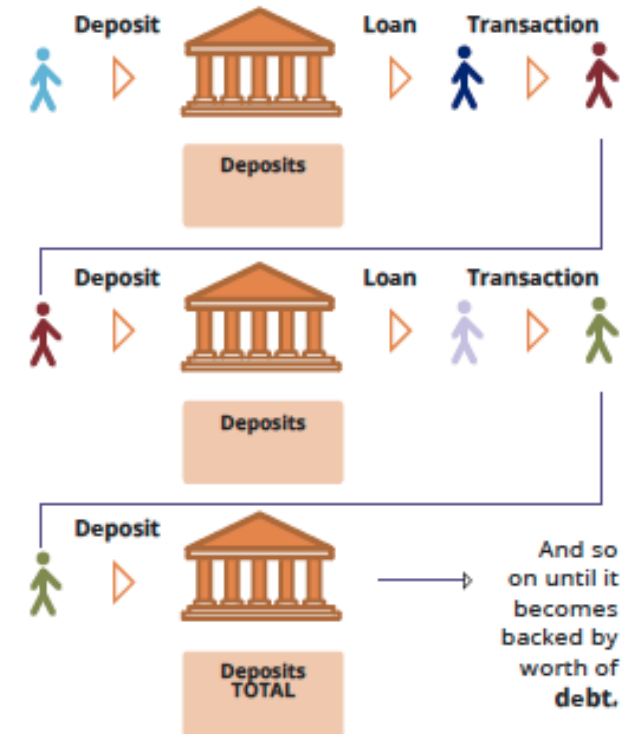 Deposit
Loan
Transaction
Deposits
Deposit
Loan
Transaction
Deposits
Deposit
And so
on until it
becomes
backed by
worth of
debt.
Deposits
TOTAL